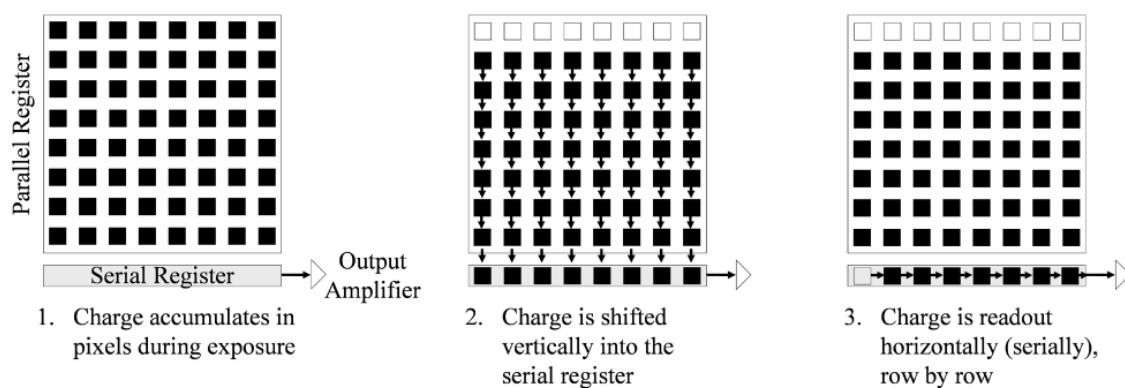 Parallel Register
Serial Register
Output
Amplifier
1. Charge accumulates in
pixels during exposure
2. Charge is shifted
vertically into the
serial register
3. Charge is readout
horizontally (serially),
row by row